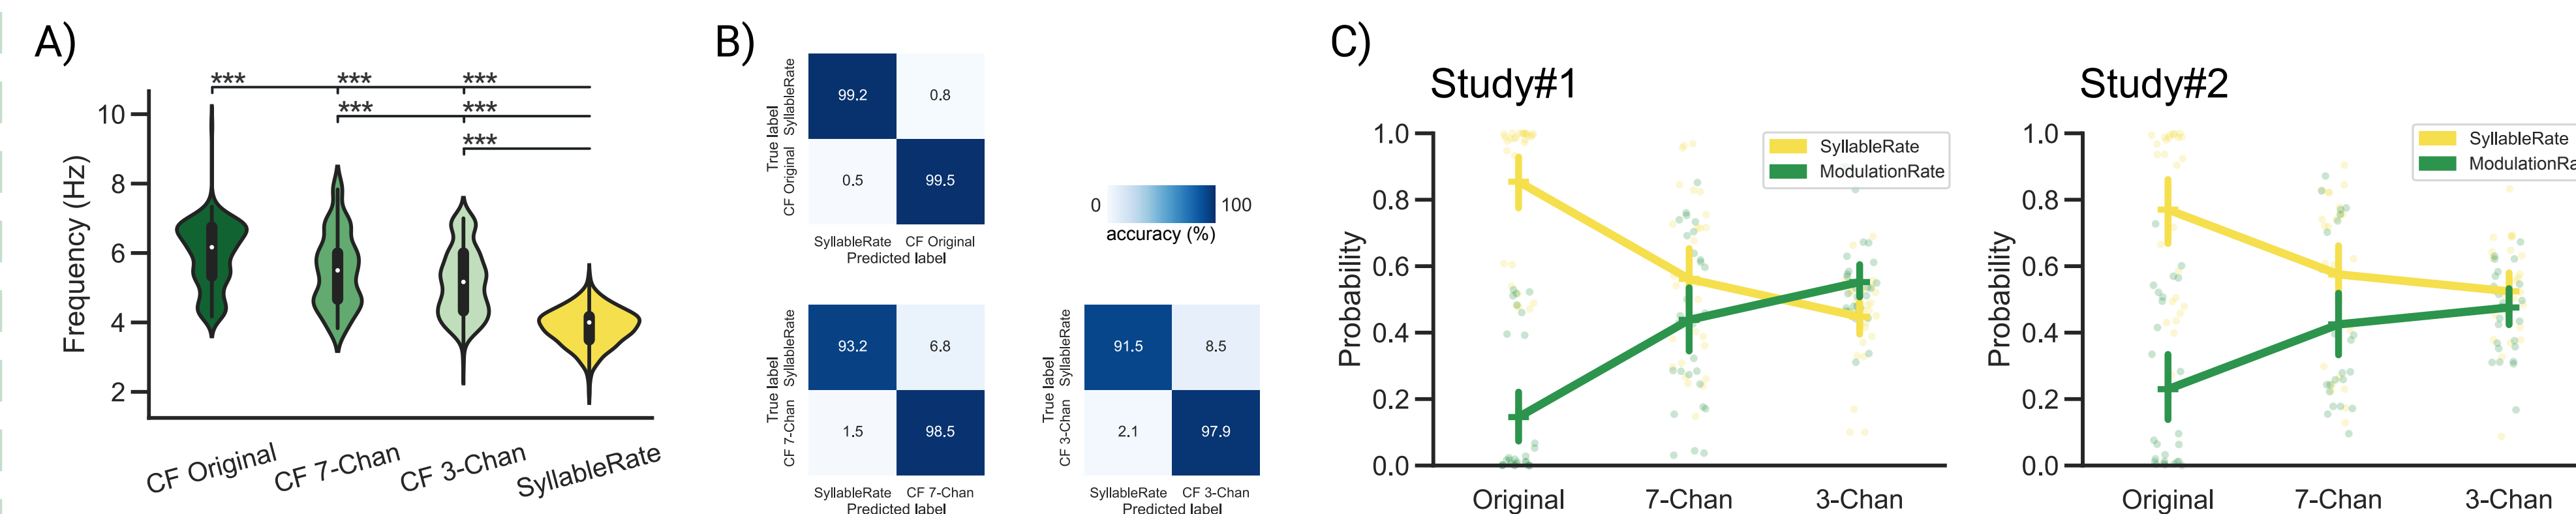 A)
*** *** ***
*** ***
***
Frequency (Hz)
10
8
6
4
2
CF Original
CF 7-Chan
CF 3-Chan
SyllableRate
B)
True label
SyllableRate
CF Original
99.2 0.8
0.5 99.5
SyllableRate CF Original
Predicted label
0 100
accuracy (%)
True label
SyllableRate
CF 7-Chan
93.2 6.8
1.5 98.5
SyllableRate CF 7-Chan
Predicted label
True label
SyllableRate
CF 3-Chan
91.5 8.5
2.1 97.9
SyllableRate CF 3-Chan
Predicted label
C)
Study#1
Probability
1.0
0.8
0.6
0.4
0.2
0.0
SyllableRate
ModulationRate
Original 7-Chan 3-Chan
Study#2
Probability
1.0
0.8
0.6
0.4
0.2
0.0
SyllableRate
ModulationRa
Original 7-Chan 3-Chan